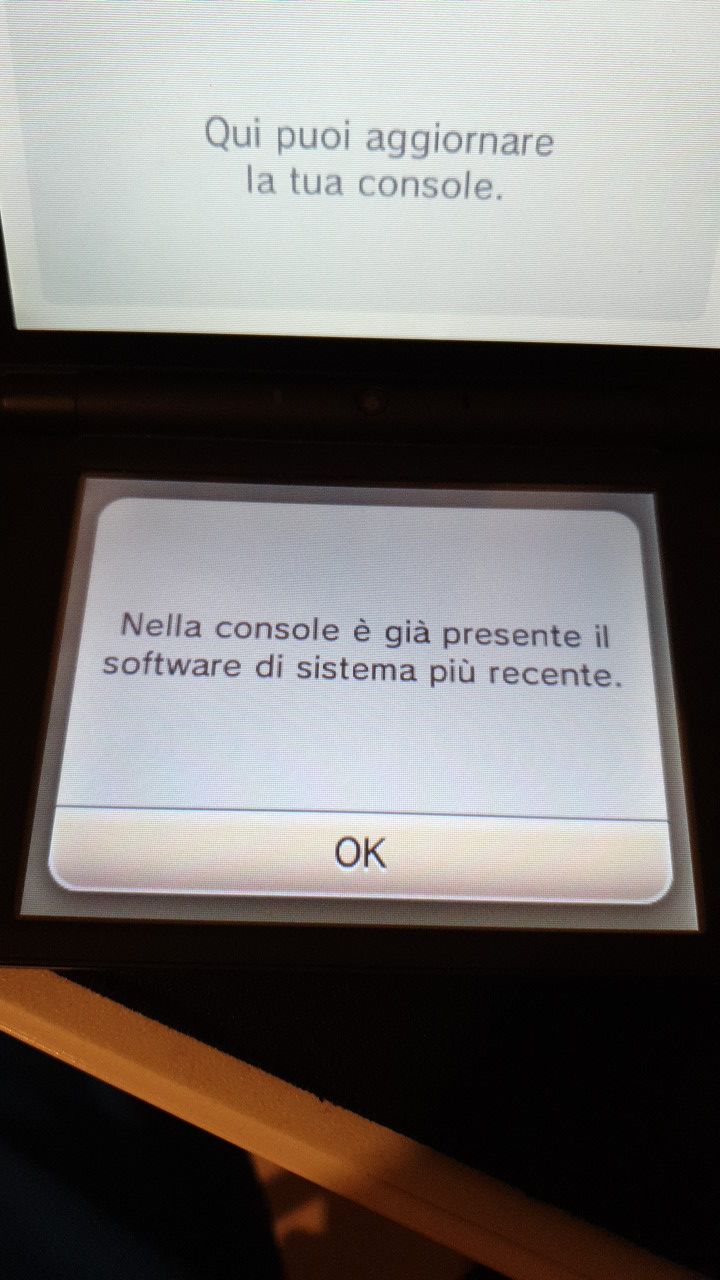 Qui puoi aggiornare
la tua console.
Nella console è già presente il
software di sistema più recente.
OK